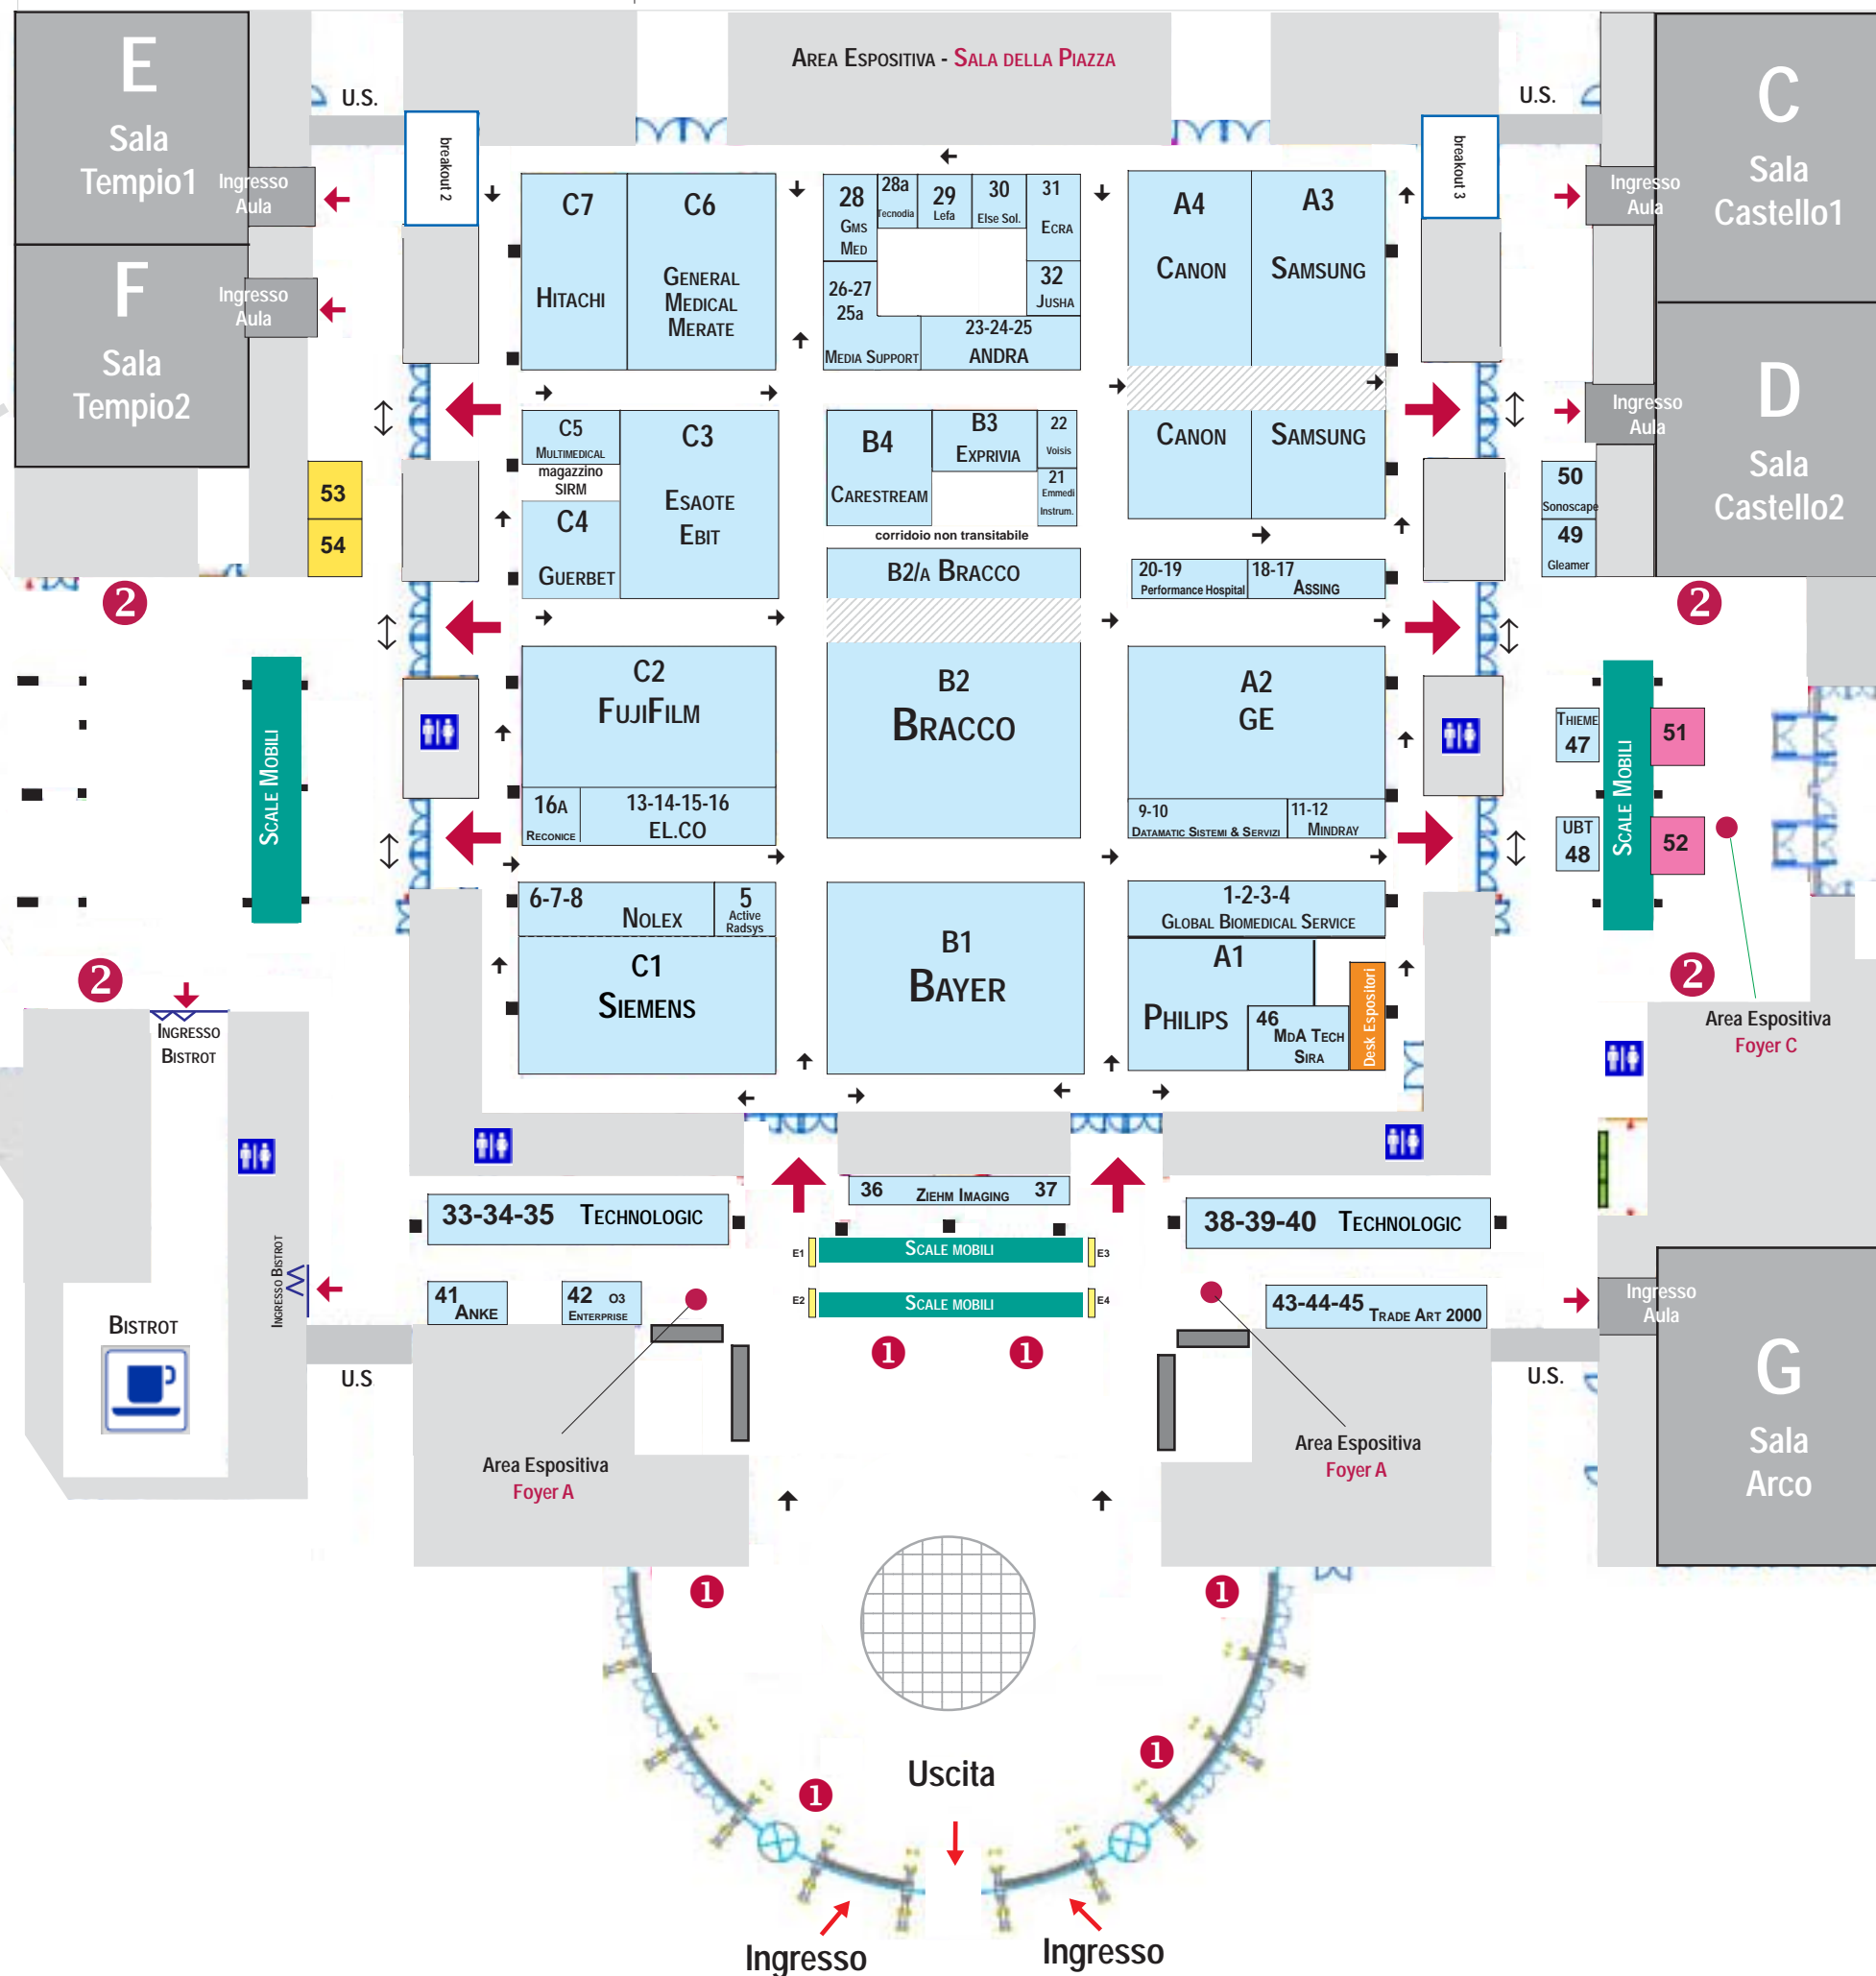 AREA ESPOSITIVA - SALA DELLA PIAZZA
E
Sala
Tempio1
Ingresso
Aula
U.S.
breakout 2
F
Sala
Tempio2
Ingresso
Aula
53
54
U.S.
breakout 3
C
Sala
Castello1
Ingresso
Aula
D
Sala
Castello2
Ingresso
Aula
50
Sonoscape
49
Gleamer
C7
HITACHI
C6
GENERAL
MEDICAL
MERATE
28
GMS
MED
28a
Tecnodia
29
Lefa
30
Else Sol.
31
ECRA
32
JUSHA
26-27
25a
MEDIA SUPPORT
23-24-25
ANDRA
A4
CANON
A3
SAMSUNG
CANON
SAMSUNG
C5
MULTIMEDICAL
magazzino
SIRM
C4
GUERBET
C3
ESAOTE
EBIT
B4
CARESTREAM
B3
EXPRIVIA
22
Voisis
21
Emmedi
Instrum.
corridoio non transitabile
B2/A BRACCO
20-19
Performance Hospital
18-17
ASSING
2
2
C2
FUJIFILM
16A
RECONICE
13-14-15-16
EL.CO
B2
BRACCO
A2
GE
9-10
DATAMATIC SISTEMI & SERVIZI
11-12
MINDRAY
SCALE MOBILI
THIEME
47
UBT
48
SCALE MOBILI
51
52
6-7-8
NOLEX
5
Active
Radsys
C1
SIEMENS
B1
BAYER
1-2-3-4
GLOBAL BIOMEDICAL SERVICE
A1
PHILIPS
46
MDA TECH
SIRA
Desk Espositori
2
2
INGRESSO
BISTROT
Area Espositiva
Foyer C
36 ZIEHM IMAGING 37
33-34-35 TECHNOLOGIC
38-39-40 TECHNOLOGIC
E1
SCALE MOBILI
E3
E2
SCALE MOBILI
E4
41
ANKE
42 O3
ENTERPRISE
43-44-45 TRADE ART 2000
INGRESSO BISTROT
BISTROT
U.S
1
1
U.S.
Ingresso
Aula
G
Sala
Arco
Area Espositiva
Foyer A
Area Espositiva
Foyer A
1
1
1
1
Uscita
Ingresso
Ingresso